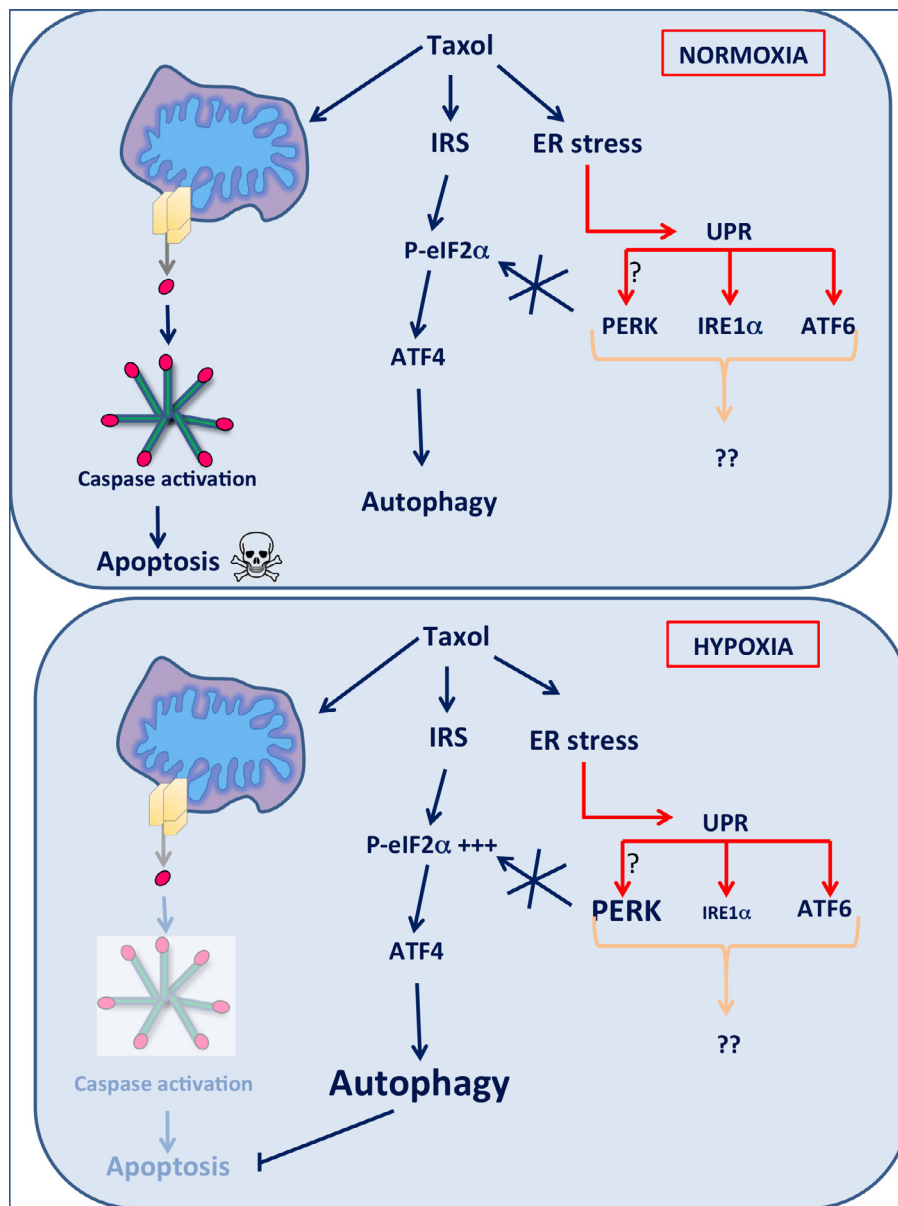 Taxol
NORMOXIA
IRS
ER stress
UPR
P-eIF2α
?
PERK
IRE1α
ATF6
ATF4
??
Caspase activation
Autophagy
Apoptosis
Taxol
HYPOXIA
IRS
ER stress
UPR
P-eIF2α +++
?
PERK
IRE1α
ATF6
ATF4
??
Caspase activation
Autophagy
Apoptosis